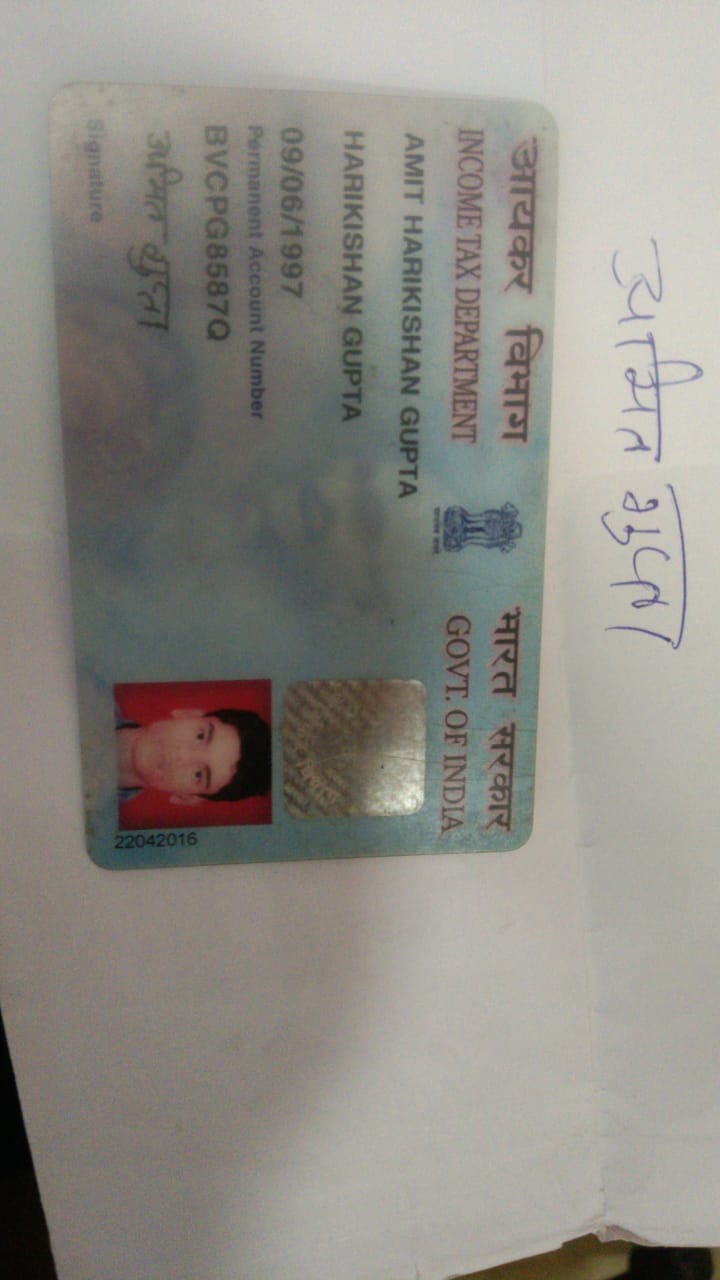 आयकर विभाग
INCOME TAX DEPARTMENT
सत्यमेव जयते
भारत सरकार
GOVT. OF INDIA
AMIT HARIKISHAN GUPTA
HARIKISHAN GUPTA
09/06/1997
Permanent Account Number
BVCPG8587Q
अमित गुप्ता
Signature
22042016
अमित गुप्ता